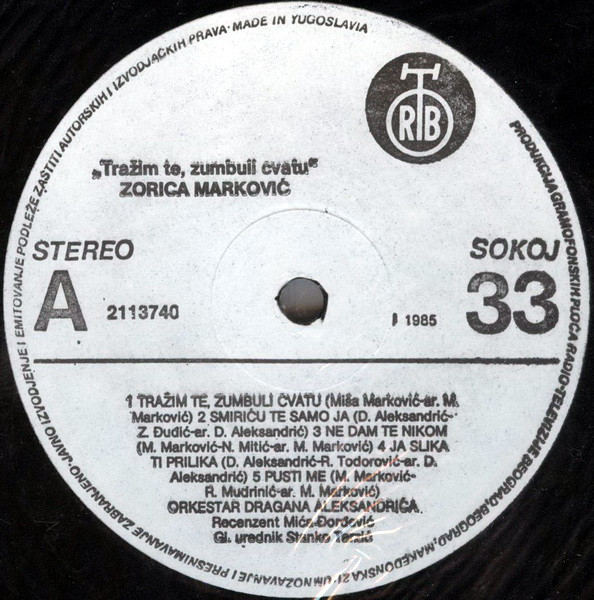 JAVNO IZVODJENJE I EMITOVANJE PODLEŽE ZAŠTITI AUTORSKIH I IZVODJAČKIH PRAVA·MADE IN YUGOSLAVIA
PRODUKCIJA GRAMOFONSKIH PLOČA RADIO-TELEVIZIJE BEOGRAD, BEOGRAD, MAKEDONSKA 21·UMNOŽAVANJE I PRESNIMAVANJE ZABRANJENO·
RTB
„Tražim te, zumbuli cvatu“
ZORICA MARKOVIĆ
STEREO
SOKOJ
A
2113740
P 1985
33
1 TRAŽIM TE, ZUMBULI CVATU (Miša Marković-ar. M.
Marković) 2 SMIRIĆU TE SAMO JA (D. Aleksandrić-
Z. Đudić-ar. D. Aleksandrić) 3 NE DAM TE NIKOM
(M. Marković-N. Mitić-ar. M. Marković) 4 JA SLIKA
TI PRILIKA (D. Aleksandrić-R. Todorović-ar. D.
Aleksandrić) 5 PUSTI ME (M. Marković-
R. Mudrinić-ar. M. Marković)
ORKESTAR DRAGANA ALEKSANDRIĆA
Recenzent Mića Đorđević
Gl. urednik Stanko